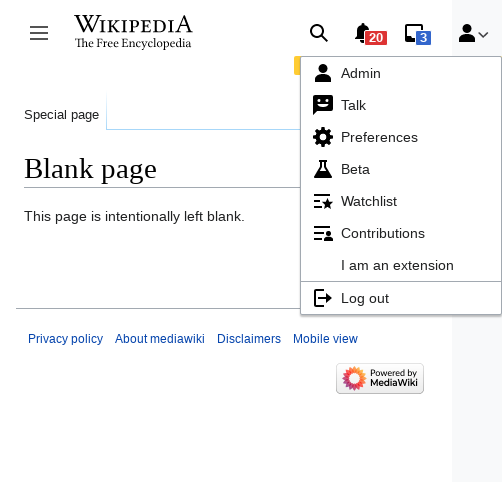 WIKIPEDIA
The Free Encyclopedia
20
3
Admin
Talk
Preferences
Beta
Watchlist
Contributions
I am an extension
Log out
Special page
Blank page
This page is intentionally left blank.
Privacy policy About mediawiki Disclaimers Mobile view
Powered by
MediaWiki